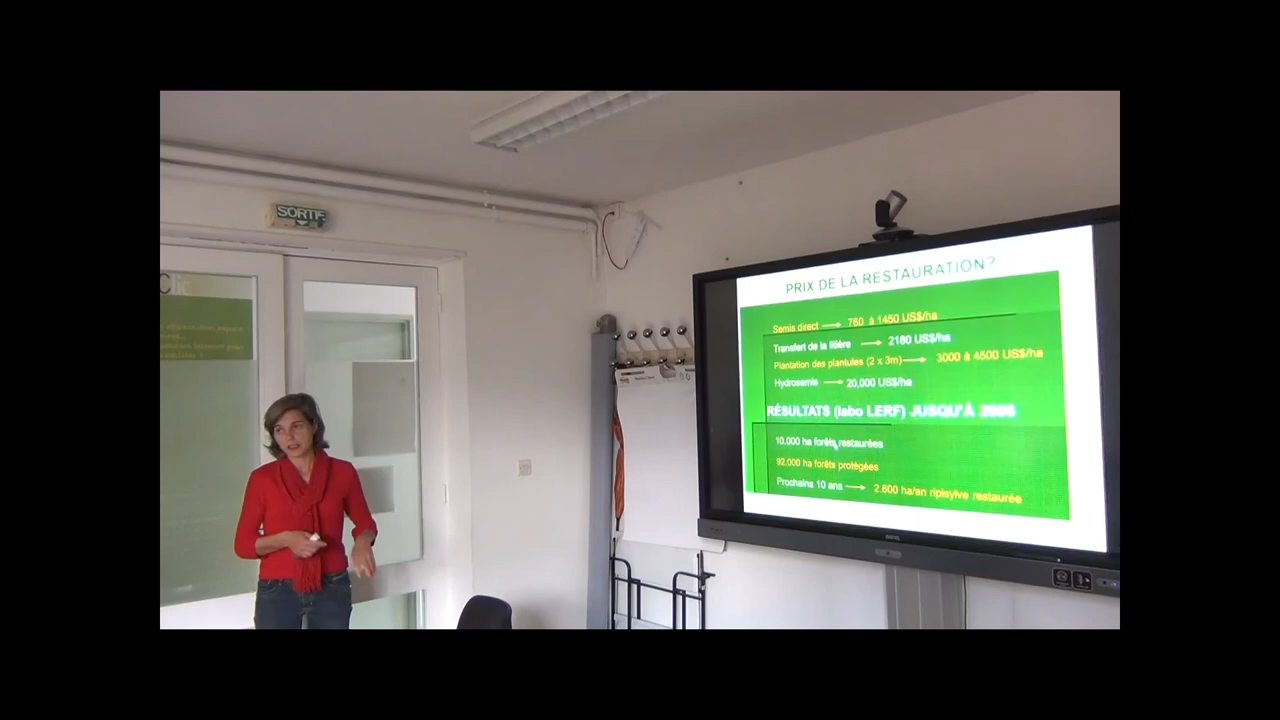 SORTIE
Clic
PRIX DE LA RESTAURATION?
Semis direct → 760 à 1450 US$/ha
Transfert de la litière → 2180 US$/ha
Plantation des plantules (2 x 3m) → 3000 à 4500 US$/ha
Hydrosemis → 20,000 US$/ha
RÉSULTATS (labo LERF) JUSQU'À
10.000 ha forêts restaurées
92.000 ha forêts protégées
Prochains 10 ans → 2.600 ha/an ripisylve restaurée
BENQ